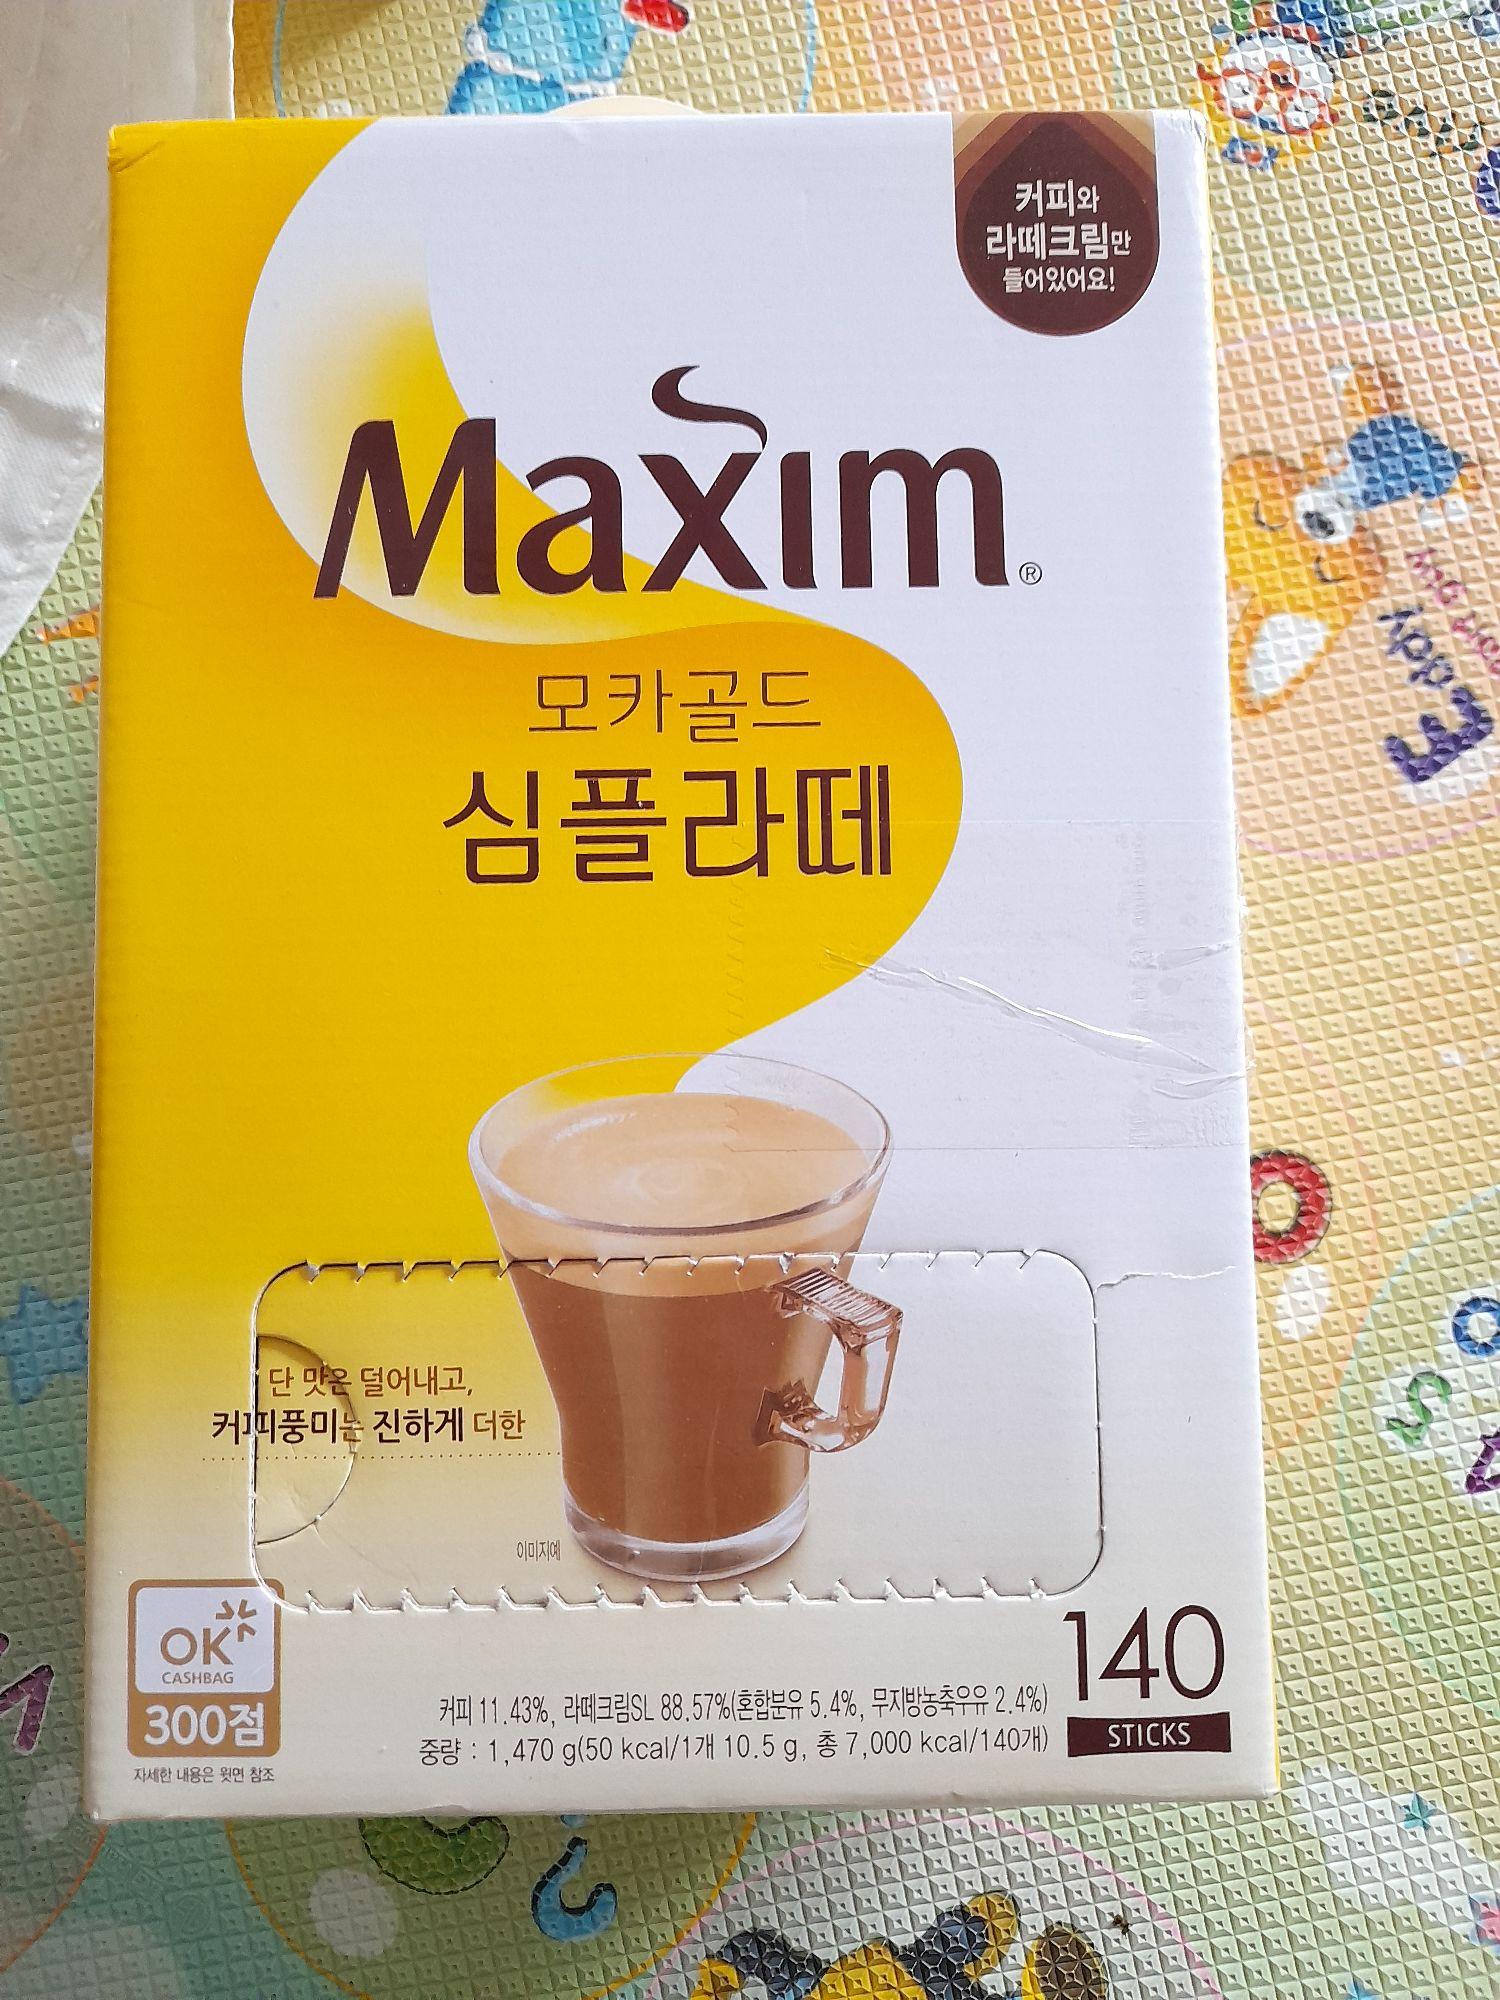 커피와
라떼크림만
들어있어요!
Maxim®
모카골드
심플라떼
단 맛은 덜어내고,
커피풍미는 진하게 더한
이미지예
OK
CASHBAG
300점
자세한 내용은 윗면 참조
커피 11.43%, 라떼크림SL 88.57%(혼합분유 5.4%, 무지방농축우유 2.4%)
중량 : 1,470 g(50 kcal/1개 10.5 g, 총 7,000 kcal/140개)
140
STICKS
Eddy